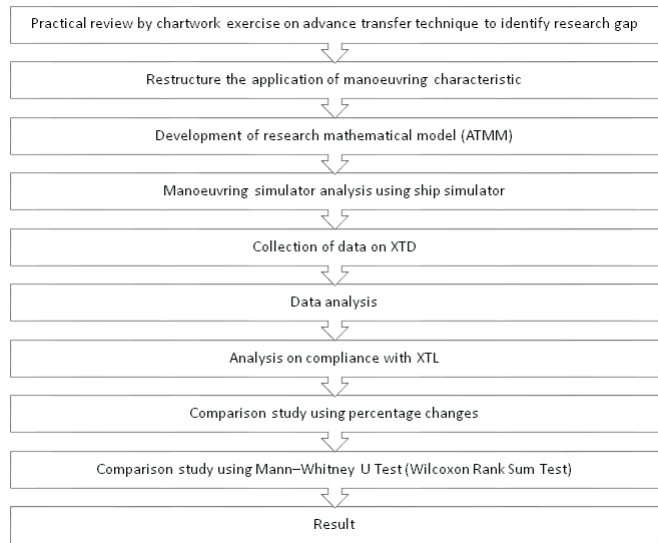 Practical review by chartwork exercise on advance transfer technique to identify research gap
Restructure the application of manoeuvring characteristic
Development of research mathematical model (ATMM)
Manoeuvring simulator analysis using ship simulator
Collection of data on XTD
Data analysis
Analysis on compliance with XTL
Comparison study using percentage changes
Comparison study using Mann–Whitney U Test (Wilcoxon Rank Sum Test)
Result